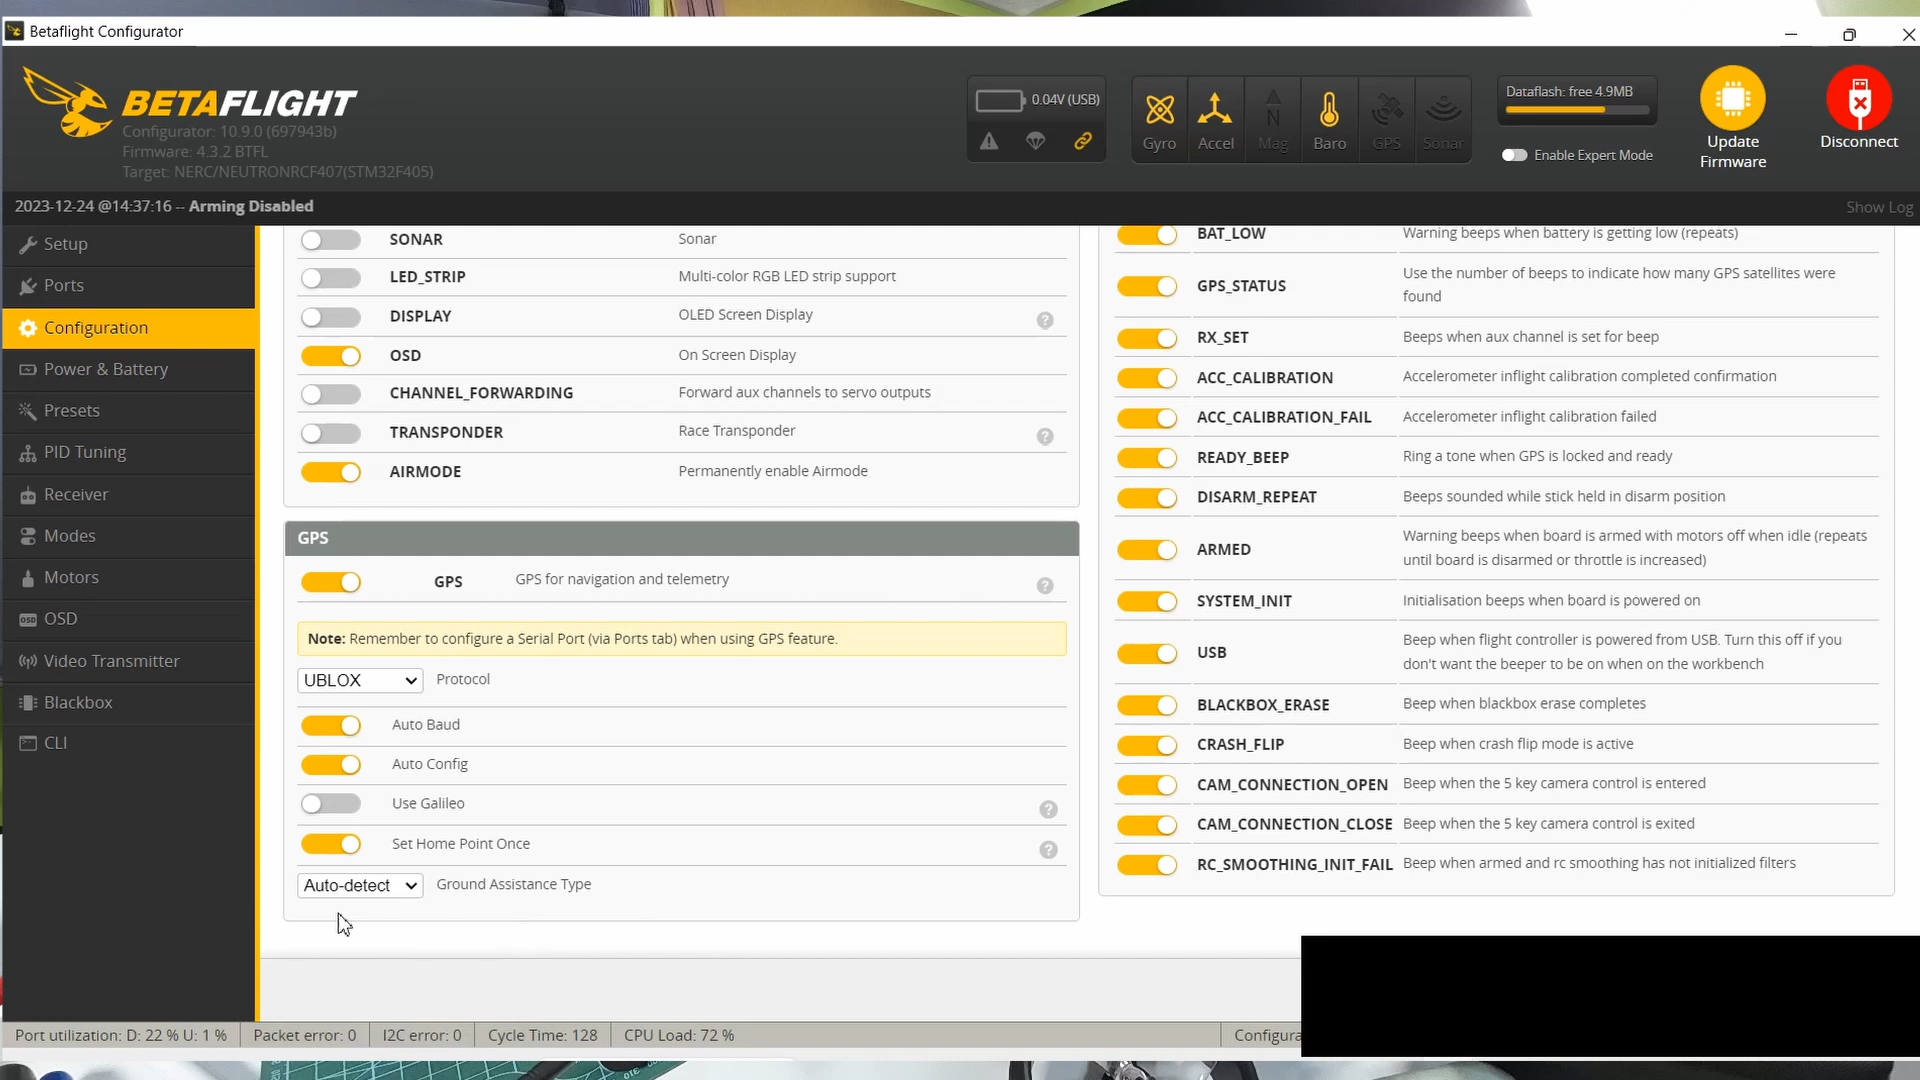 Betaflight Configurator
BETAFLIGHT
Configurator: 10.9.0 (697943b)
Firmware: 4.3.2 BTFL
Target: NERC/NEUTRONRCF407(STM32F405)
0.04V (USB)
Gyro
Accel
Mag
Baro
GPS
Sonar
Dataflash: free 4.9MB
Enable Expert Mode
Update
Firmware
Disconnect
2023-12-24 @14:37:16 -- Arming Disabled
Show Log
Setup
Ports
Configuration
Power & Battery
Presets
PID Tuning
Receiver
Modes
Motors
OSD
Video Transmitter
Blackbox
CLI
SONAR Sonar
LED_STRIP Multi-color RGB LED strip support
DISPLAY OLED Screen Display
OSD On Screen Display
CHANNEL_FORWARDING Forward aux channels to servo outputs
TRANSPONDER Race Transponder
AIRMODE Permanently enable Airmode
GPS
GPS GPS for navigation and telemetry
Note: Remember to configure a Serial Port (via Ports tab) when using GPS feature.
UBLOX Protocol
Auto Baud
Auto Config
Use Galileo
Set Home Point Once
Auto-detect Ground Assistance Type
BAT_LOW Warning beeps when battery is getting low (repeats)
GPS_STATUS Use the number of beeps to indicate how many GPS satellites were
found
RX_SET Beeps when aux channel is set for beep
ACC_CALIBRATION Accelerometer inflight calibration completed confirmation
ACC_CALIBRATION_FAIL Accelerometer inflight calibration failed
READY_BEEP Ring a tone when GPS is locked and ready
DISARM_REPEAT Beeps sounded while stick held in disarm position
ARMED Warning beeps when board is armed with motors off when idle (repeats
until board is disarmed or throttle is increased)
SYSTEM_INIT Initialisation beeps when board is powered on
USB Beep when flight controller is powered from USB. Turn this off if you
don't want the beeper to be on when on the workbench
BLACKBOX_ERASE Beep when blackbox erase completes
CRASH_FLIP Beep when crash flip mode is active
CAM_CONNECTION_OPEN Beep when the 5 key camera control is entered
CAM_CONNECTION_CLOSE Beep when the 5 key camera control is exited
RC_SMOOTHING_INIT_FAIL Beep when armed and rc smoothing has not initialized filters
Port utilization: D: 22 % U: 1 %
Packet error: 0
I2C error: 0
Cycle Time: 128
CPU Load: 72 %
Configura